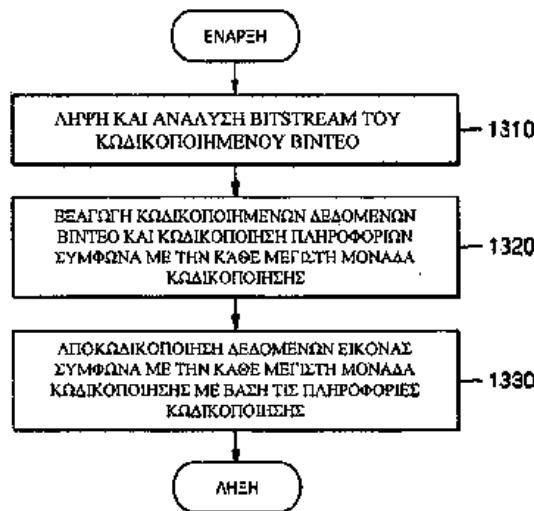 ΕΝΑΡΞΗ
ΛΗΨΗ ΚΑΙ ΑΝΑΛΥΣΗ BITSTREAM ΤΟΥ
ΚΩΔΙΚΟΠΟΙΗΜΕΝΟΥ ΒΙΝΤΕΟ
1310
ΕΞΑΓΩΓΗ ΚΩΔΙΚΟΠΟΙΗΜΕΝΩΝ ΔΕΔΟΜΕΝΩΝ
ΒΙΝΤΕΟ ΚΑΙ ΚΩΔΙΚΟΠΟΙΗΣΗ ΠΛΗΡΟΦΟΡΙΩΝ
ΣΥΜΦΩΝΑ ΜΕ ΤΗΝ ΚΑΘΕ ΜΕΓΙΣΤΗ ΜΟΝΑΔΑ
ΚΩΔΙΚΟΠΟΙΗΣΗΣ
1320
ΑΠΟΚΩΔΙΚΟΠΟΙΗΣΗ ΔΕΔΟΜΕΝΩΝ ΕΙΚΟΝΑΣ
ΣΥΜΦΩΝΑ ΜΕ ΤΗΝ ΚΑΘΕ ΜΕΓΙΣΤΗ ΜΟΝΑΔΑ
ΚΩΔΙΚΟΠΟΙΗΣΗΣ ΜΕ ΒΑΣΗ ΤΙΣ ΠΛΗΡΟΦΟΡΙΕΣ
ΚΩΔΙΚΟΠΟΙΗΣΗΣ
1330
ΛΗΞΗ